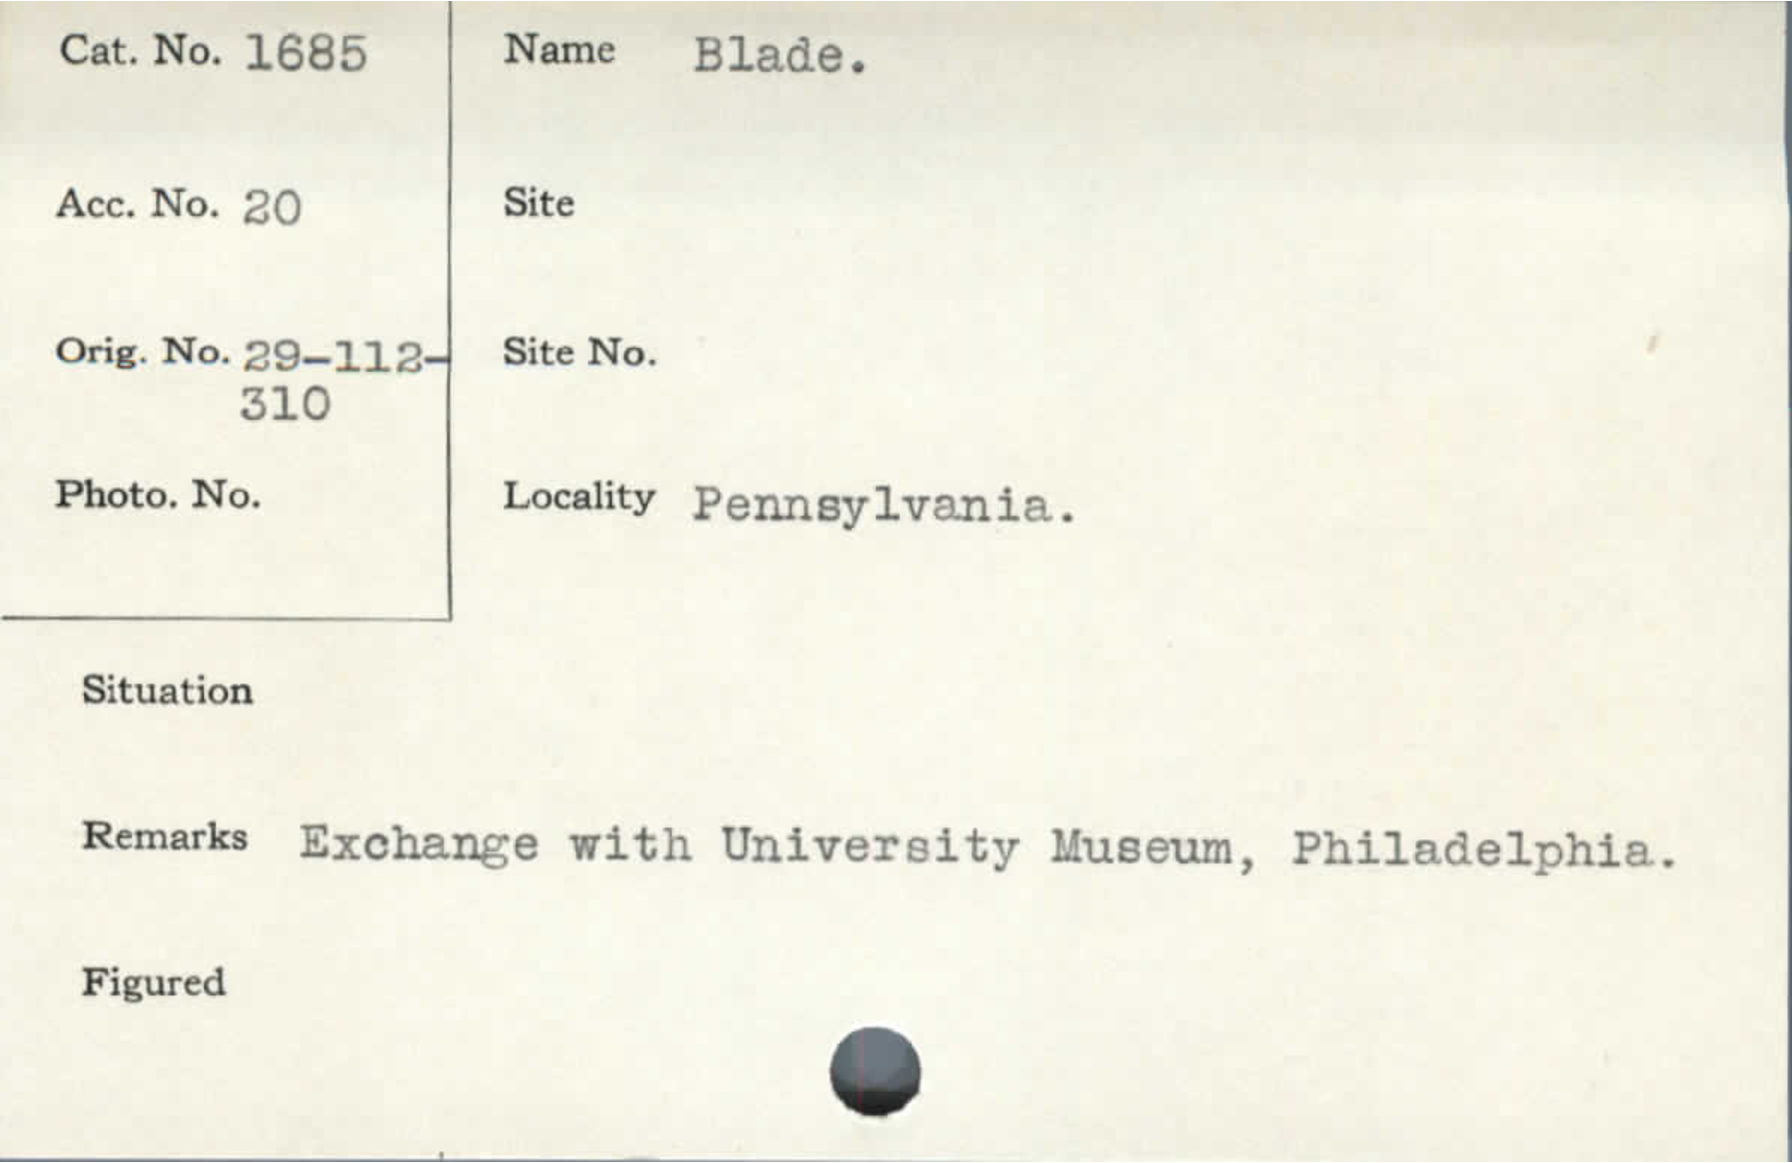 Cat. No. 1685
Name Blade.
Acc. No. 20
Site
Orig. No. 29-112-
310
Site No.
Photo. No.
Locality Pennsylvania.
Situation
Remarks Exchange with University Museum, Philadelphia.
Figured